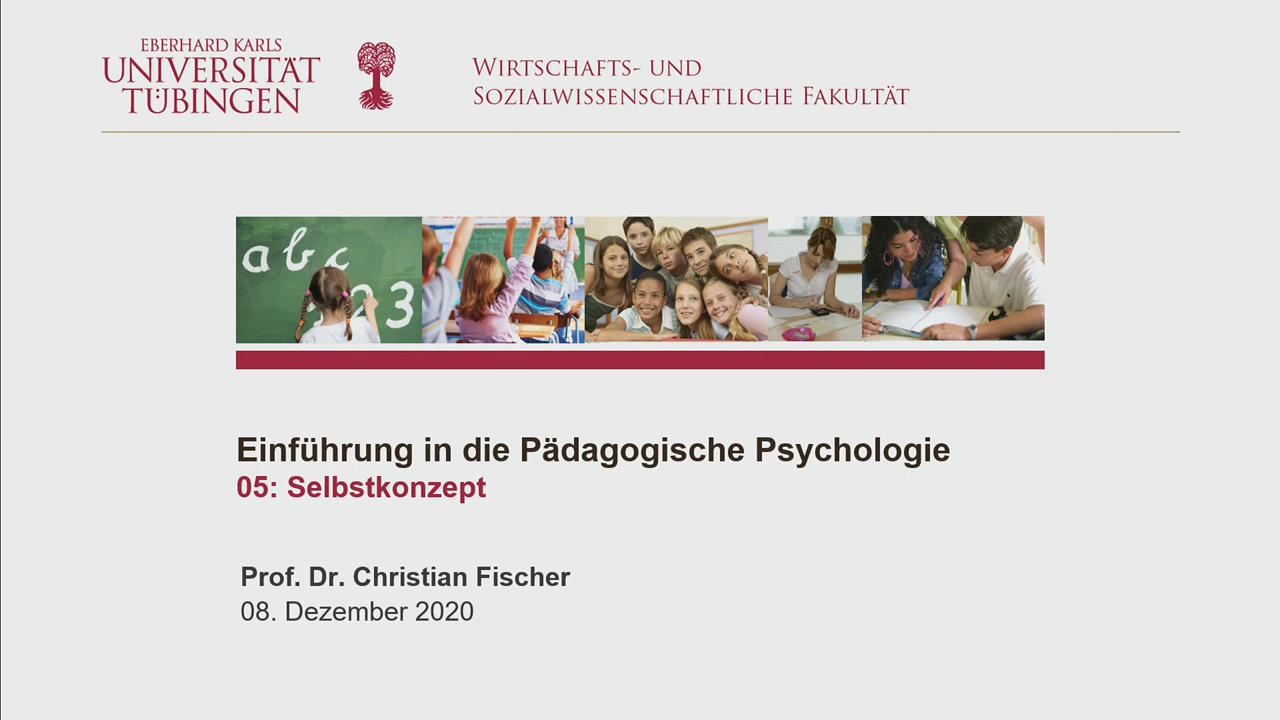 EBERHARD KARLS
UNIVERSITÄT
TÜBINGEN
WIRTSCHAFTS- UND
SOZIALWISSENSCHAFTLICHE FAKULTÄT
abc
123
Einführung in die Pädagogische Psychologie
05: Selbstkonzept
Prof. Dr. Christian Fischer
08. Dezember 2020